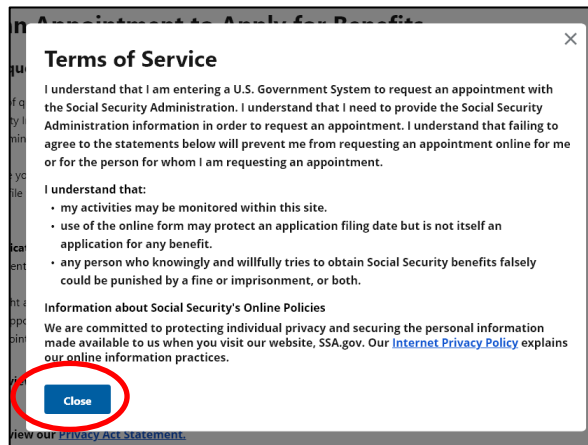 m Appointment to Apply for Benefits
Terms of Service
I understand that I am entering a U.S. Government System to request an appointment with
the Social Security Administration. I understand that I need to provide the Social Security
Administration information in order to request an appointment. I understand that failing to
agree to the statements below will prevent me from requesting an appointment online for me
or for the person for whom I am requesting an appointment.
I understand that:
• my activities may be monitored within this site.
• use of the online form may protect an application filing date but is not itself an
application for any benefit.
• any person who knowingly and willfully tries to obtain Social Security benefits falsely
could be punished by a fine or imprisonment, or both.
Information about Social Security's Online Policies
We are committed to protecting individual privacy and securing the personal information
made available to us when you visit our website, SSA.gov. Our Internet Privacy Policy explains
our online information practices.
Close
view our Privacy Act Statement.